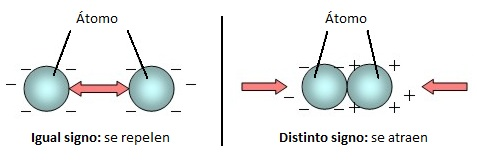 Átomo
Átomo
Igual signo: se repelen
Distinto signo: se atraen